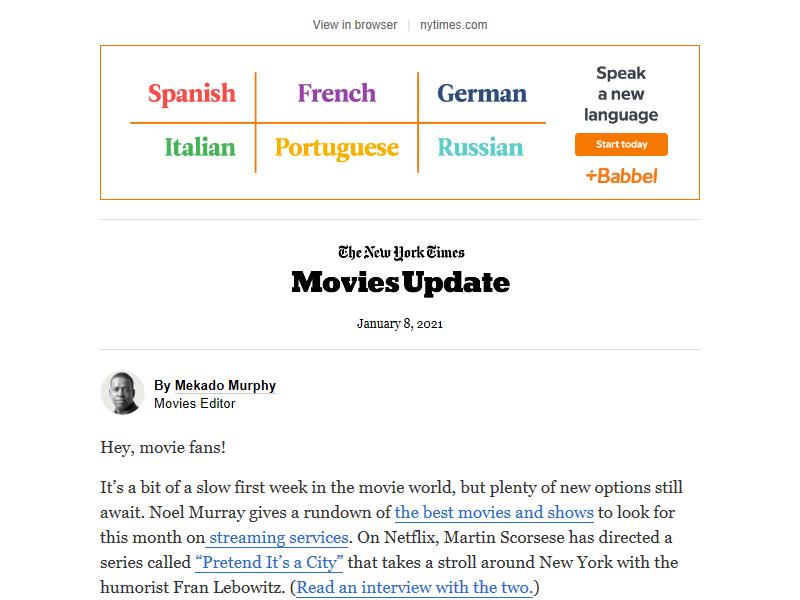 View in browser | nytimes.com
Spanish French German
Italian Portuguese Russian
Speak
a new
language
Start today
+Babbel
The New York Times
Movies Update
January 8, 2021
By Mekado Murphy
Movies Editor
Hey, movie fans!
It’s a bit of a slow first week in the movie world, but plenty of new options still
await. Noel Murray gives a rundown of the best movies and shows to look for
this month on streaming services. On Netflix, Martin Scorsese has directed a
series called “Pretend It’s a City” that takes a stroll around New York with the
humorist Fran Lebowitz. (Read an interview with the two.)